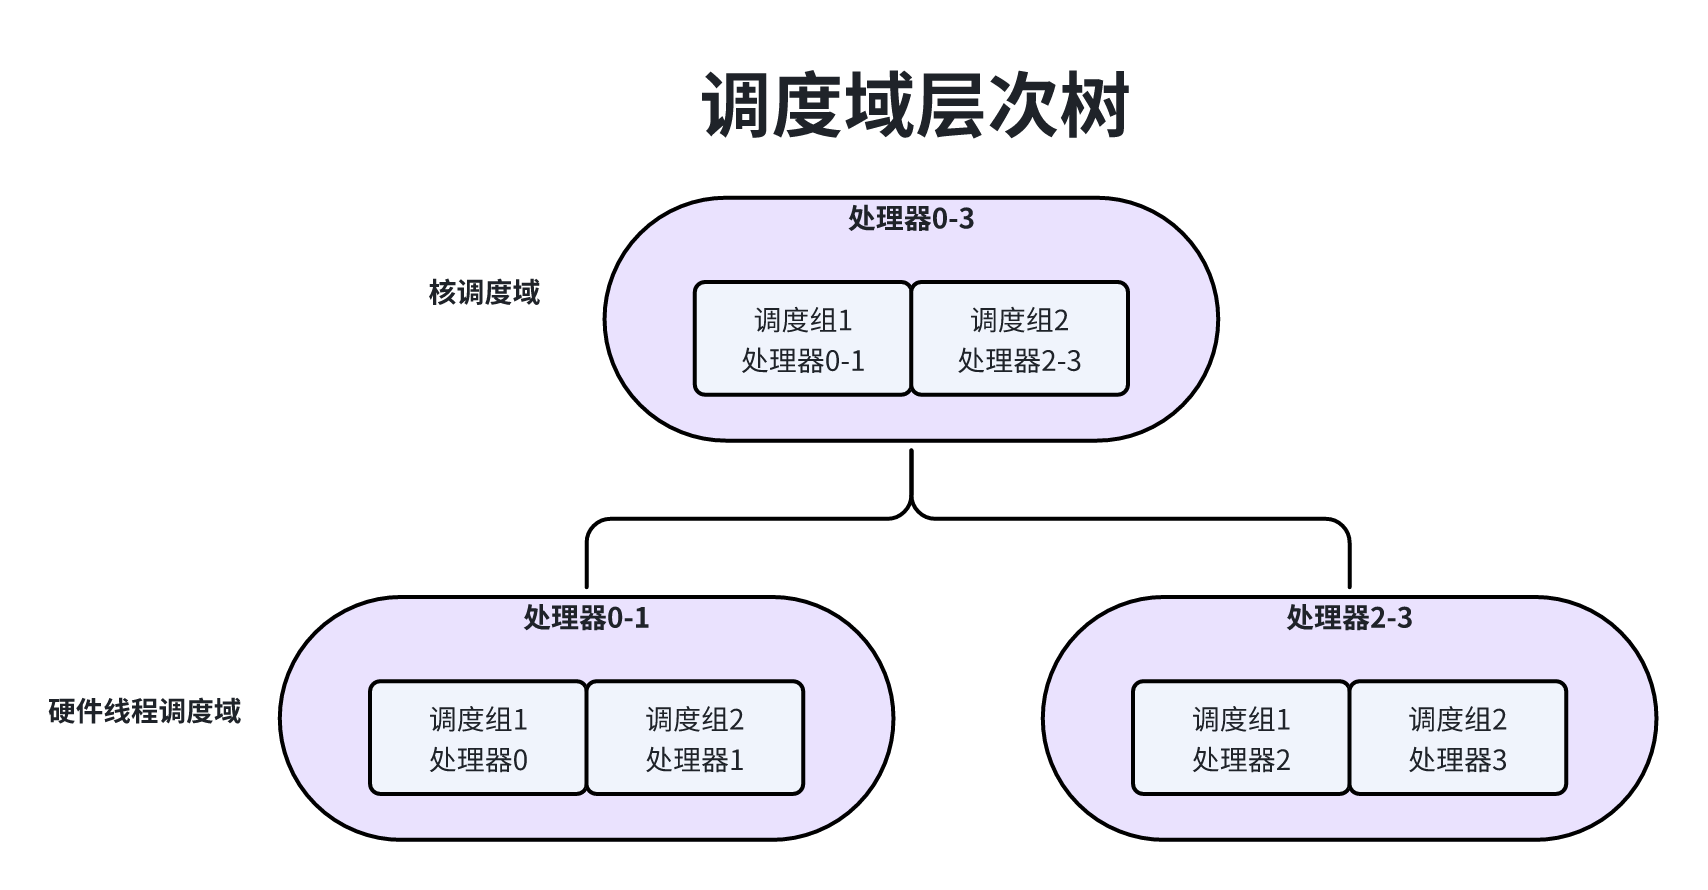 调度域层次树
处理器0-3
核调度域
调度组1
处理器0-1
调度组2
处理器2-3
处理器0-1
处理器2-3
硬件线程调度域
调度组1
处理器0
调度组2
处理器1
调度组1
处理器2
调度组2
处理器3